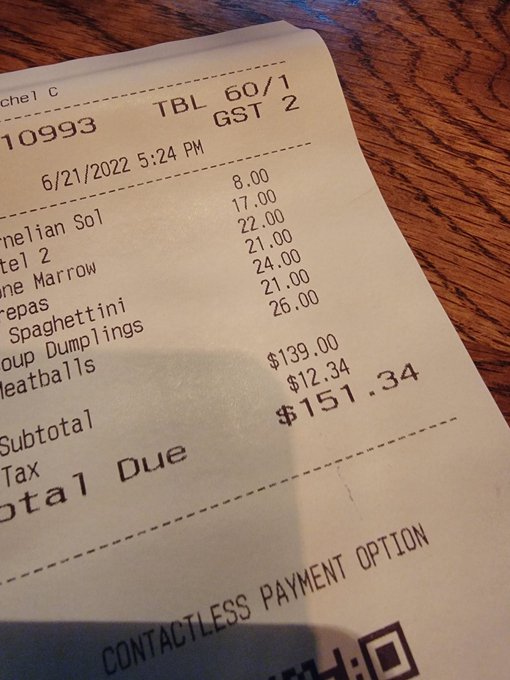 chel C
10993 TBL 60/1
GST 2
6/21/2022 5:24 PM
rnelian Sol 8.00
tel 2 17.00
one Marrow 22.00
repas 21.00
Spaghettini 24.00
oup Dumplings 21.00
Meatballs 26.00
Subtotal $139.00
Tax $12.34
otal Due $151.34
CONTACTLESS PAYMENT OPTION